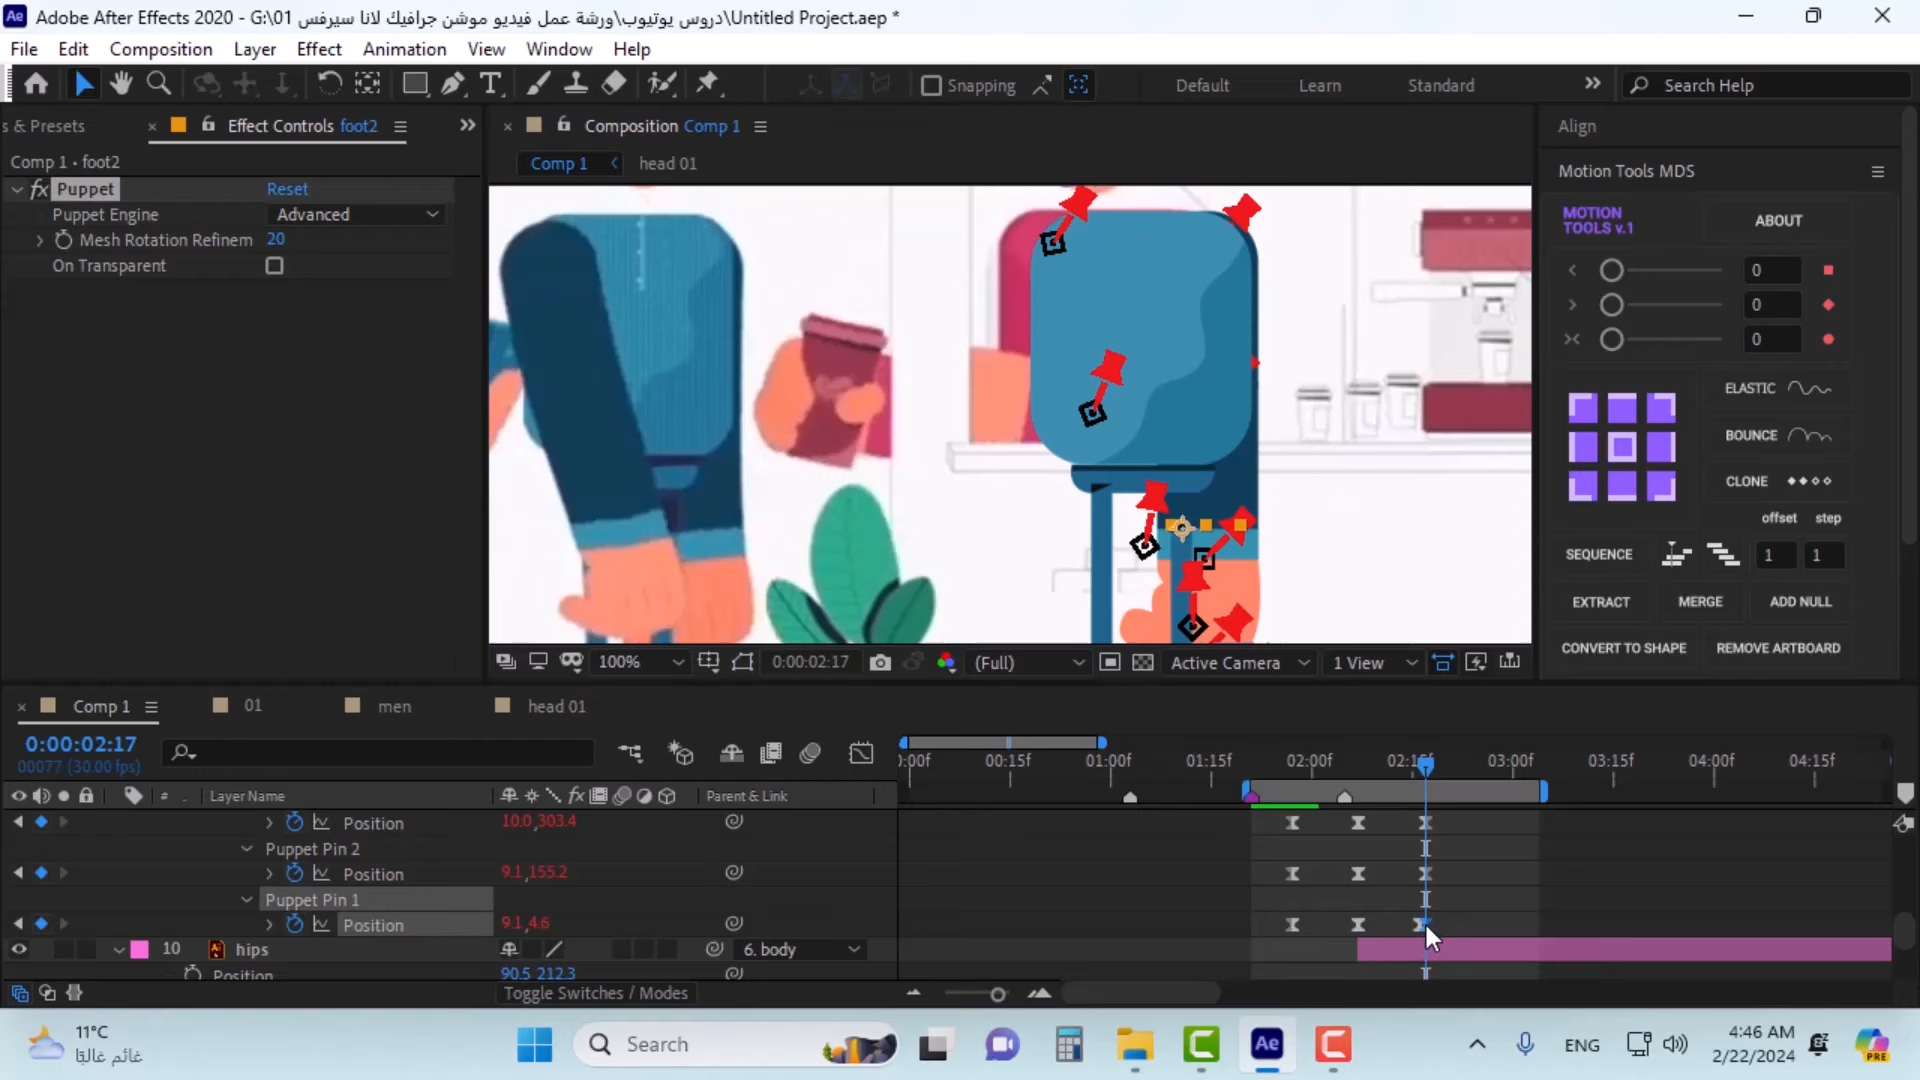 Adobe After Effects 2020 - G:\01 دروس يوتيوب\ورشة عمل فيديو موشن جرافيك لانا سيرفس\Untitled Project.aep *
File Edit Composition Layer Effect Animation View Window Help
Snapping Default Learn Standard Search Help
s & Presets Effect Controls foot2 Composition Comp 1 Align
Comp 1 • foot2 Comp 1 head 01 Motion Tools MDS
fx Puppet Reset
Puppet Engine Advanced
Mesh Rotation Refinem 20
On Transparent
MOTION TOOLS v.1 ABOUT
0
0
0
ELASTIC
BOUNCE
CLONE
offset step
SEQUENCE 1 1
EXTRACT MERGE ADD NULL
CONVERT TO SHAPE REMOVE ARTBOARD
100% 0:00:02:17 (Full) Active Camera 1 View
Comp 1 01 men head 01
0:00:02:17
00077 (30.00 fps)
:00f 00:15f 01:00f 01:15f 02:00f 02:15f 03:00f 03:15f 04:00f 04:15f
# Layer Name fx Parent & Link
Position 10.0,303.4
Puppet Pin 2
Position 9.1,155.2
Puppet Pin 1
Position 9.1,4.6
10 hips 6. body
Position 90.5 212.3
Toggle Switches / Modes
11°C
غائم غالبًا
Search
Ae
ENG
4:46 AM
2/22/2024
PRE